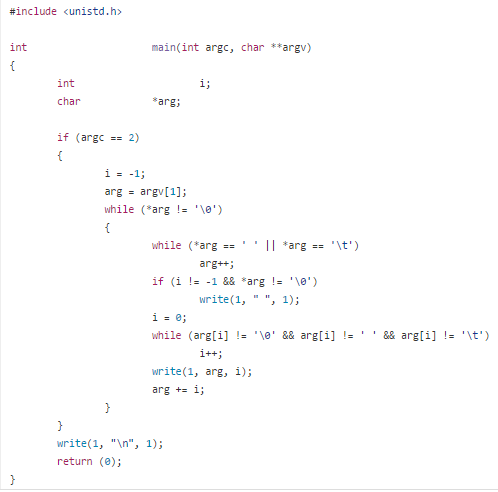 #include <unistd.h>
int main(int argc, char **argv)
{
int i;
char *arg;
if (argc == 2)
{
i = -1;
arg = argv[1];
while (*arg != '\0')
{
while (*arg == ' ' || *arg == '\t')
arg++;
if (i != -1 && *arg != '\0')
write(1, " ", 1);
i = 0;
while (arg[i] != '\0' && arg[i] != ' ' && arg[i] != '\t')
i++;
write(1, arg, i);
arg += i;
}
}
write(1, "\n", 1);
return (0);
}